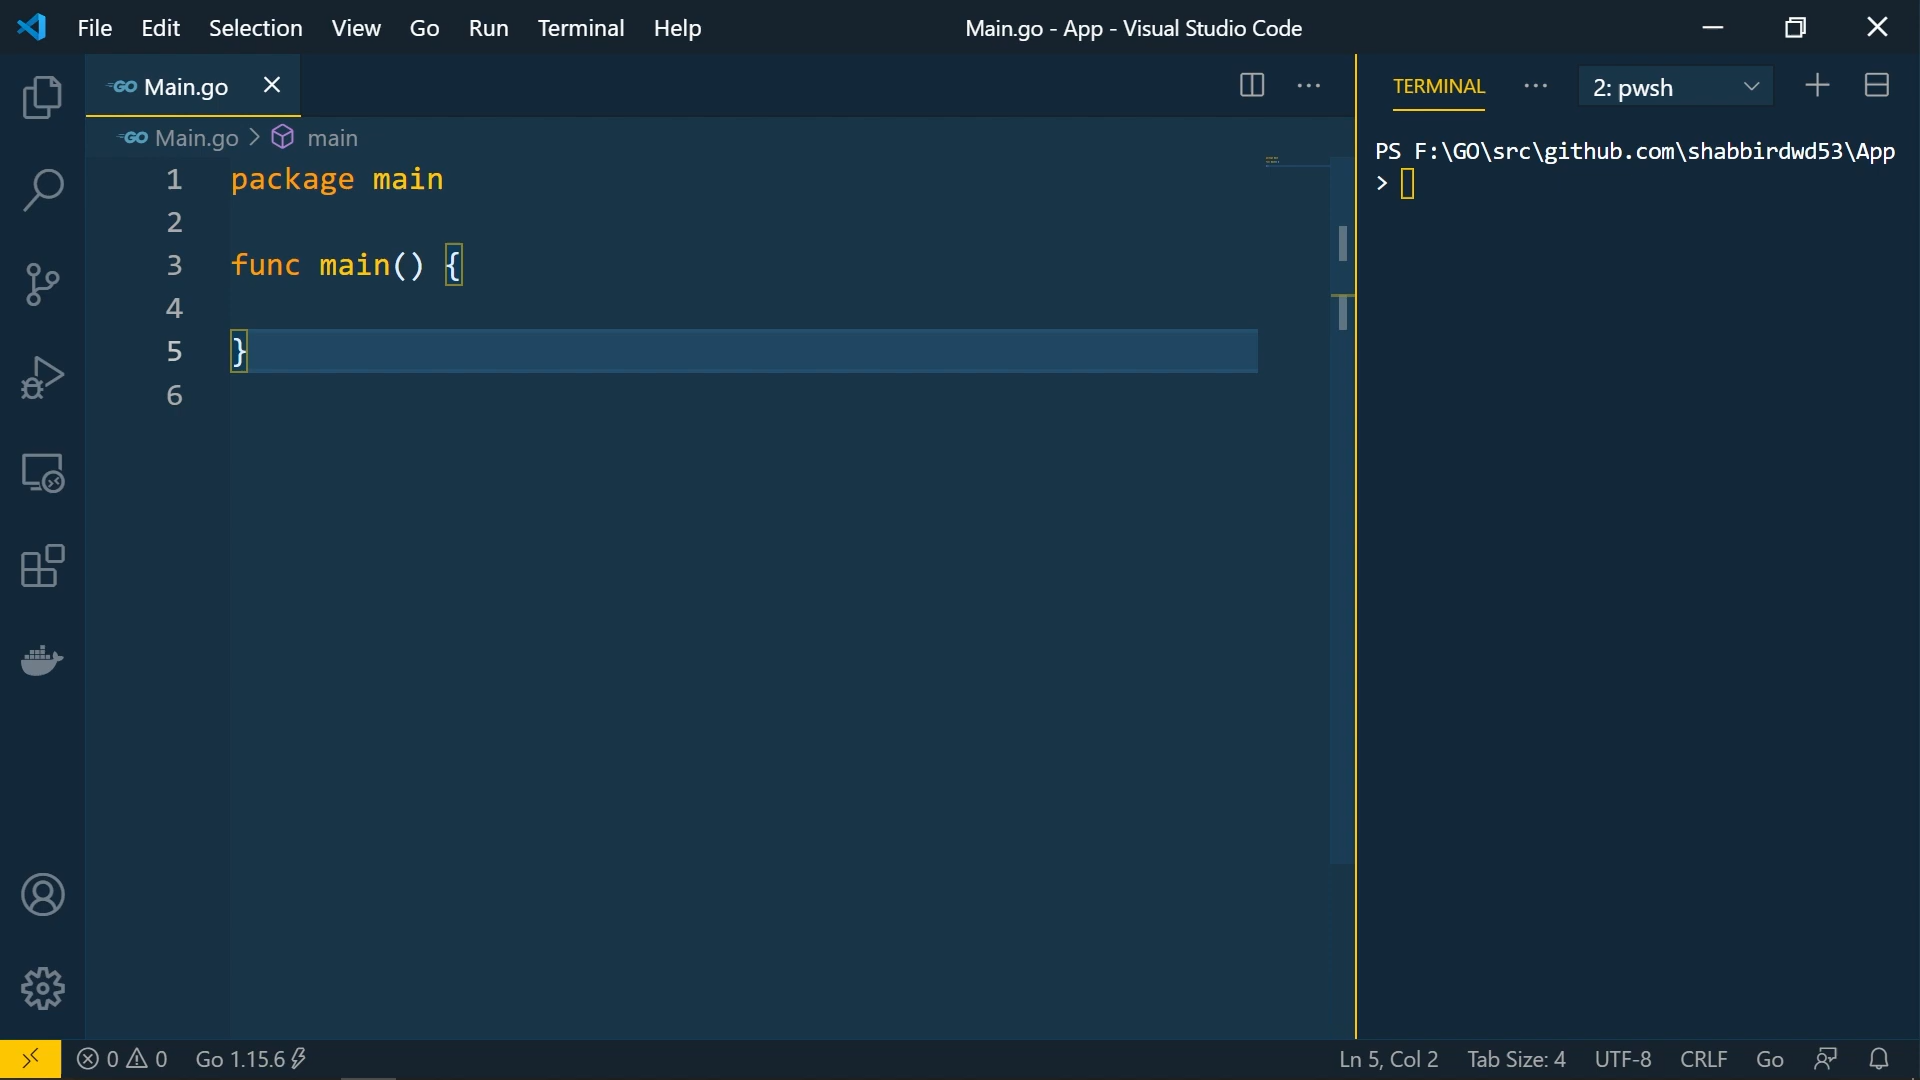 File Edit Selection View Go Run Terminal Help
Main.go - App - Visual Studio Code
GO Main.go
GO Main.go > main
1 package main
2
3 func main() {
4
5 }
6
TERMINAL
2: pwsh
PS F:\GO\src\github.com\shabbirdwd53\App
>
0 0 Go 1.15.6
Ln 5, Col 2 Tab Size: 4 UTF-8 CRLF Go